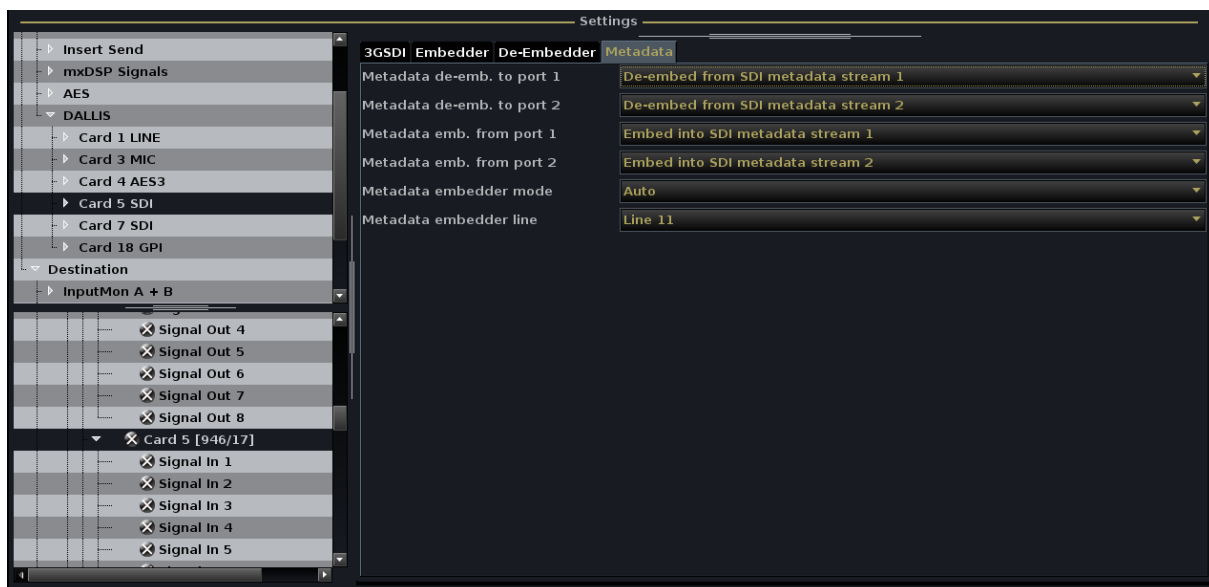 Settings
Insert Send
mxDSP Signals
AES
DALLIS
Card 1 LINE
Card 3 MIC
Card 4 AES3
Card 5 SDI
Card 7 SDI
Card 18 GPI
Destination
InputMon A + B
Signal Out 4
Signal Out 5
Signal Out 6
Signal Out 7
Signal Out 8
Card 5 [946/17]
Signal In 1
Signal In 2
Signal In 3
Signal In 4
Signal In 5
3GSDI Embedder De-Embedder Metadata
Metadata de-emb. to port 1 De-embed from SDI metadata stream 1
Metadata de-emb. to port 2 De-embed from SDI metadata stream 2
Metadata emb. from port 1 Embed into SDI metadata stream 1
Metadata emb. from port 2 Embed into SDI metadata stream 2
Metadata embedder mode Auto
Metadata embedder line Line 11